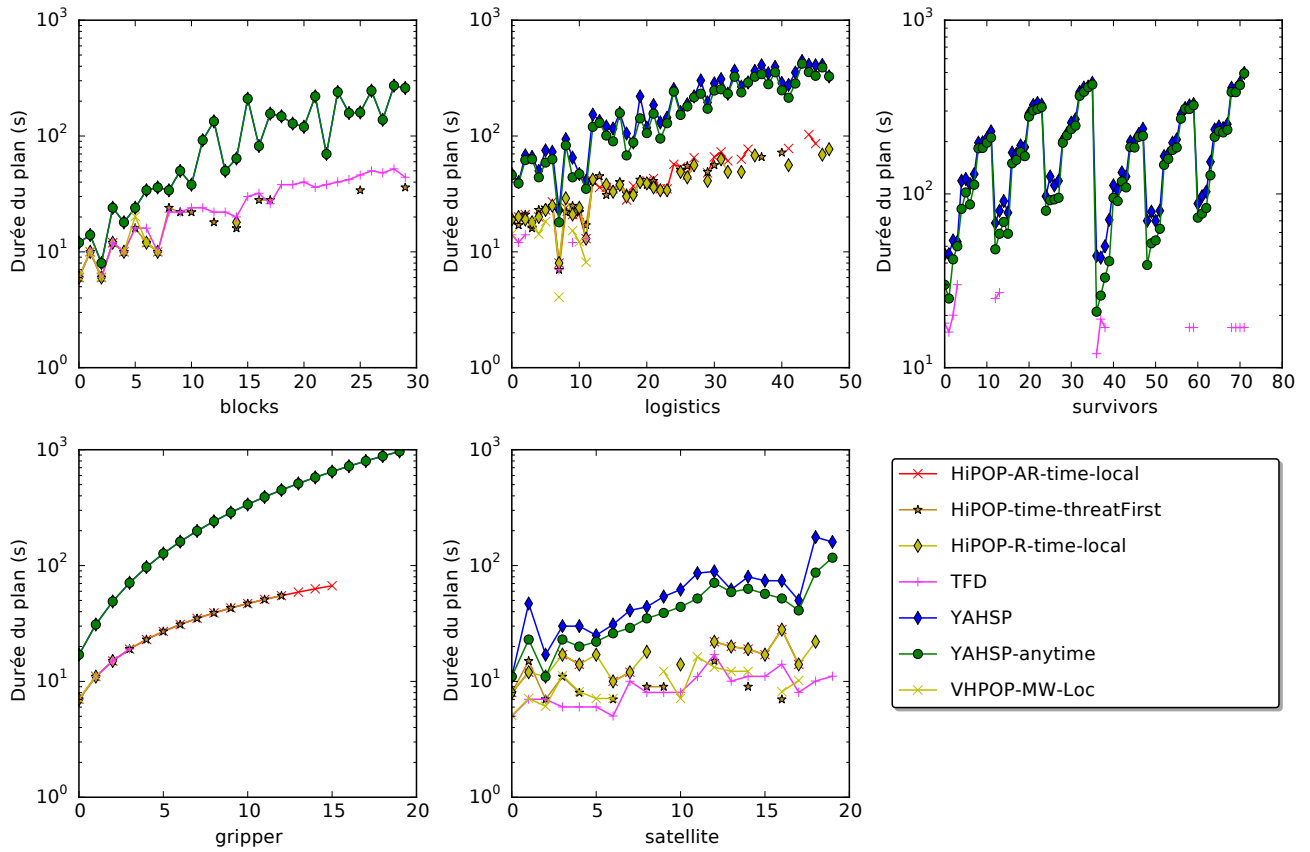 10³
10²
10¹
10⁰
Durée du plan (s)
0 5 10 15 20 25 30
blocks
10³
10²
10¹
10⁰
Durée du plan (s)
0 10 20 30 40 50
logistics
10³
10²
10¹
Durée du plan (s)
0 10 20 30 40 50 60 70 80
survivors
10³
10²
10¹
10⁰
Durée du plan (s)
0 5 10 15 20
gripper
10³
10²
10¹
10⁰
Durée du plan (s)
0 5 10 15 20
satellite
HiPOP-AR-time-local
HiPOP-time-threatFirst
HiPOP-R-time-local
TFD
YAHSP
YAHSP-anytime
VHPOP-MW-Loc